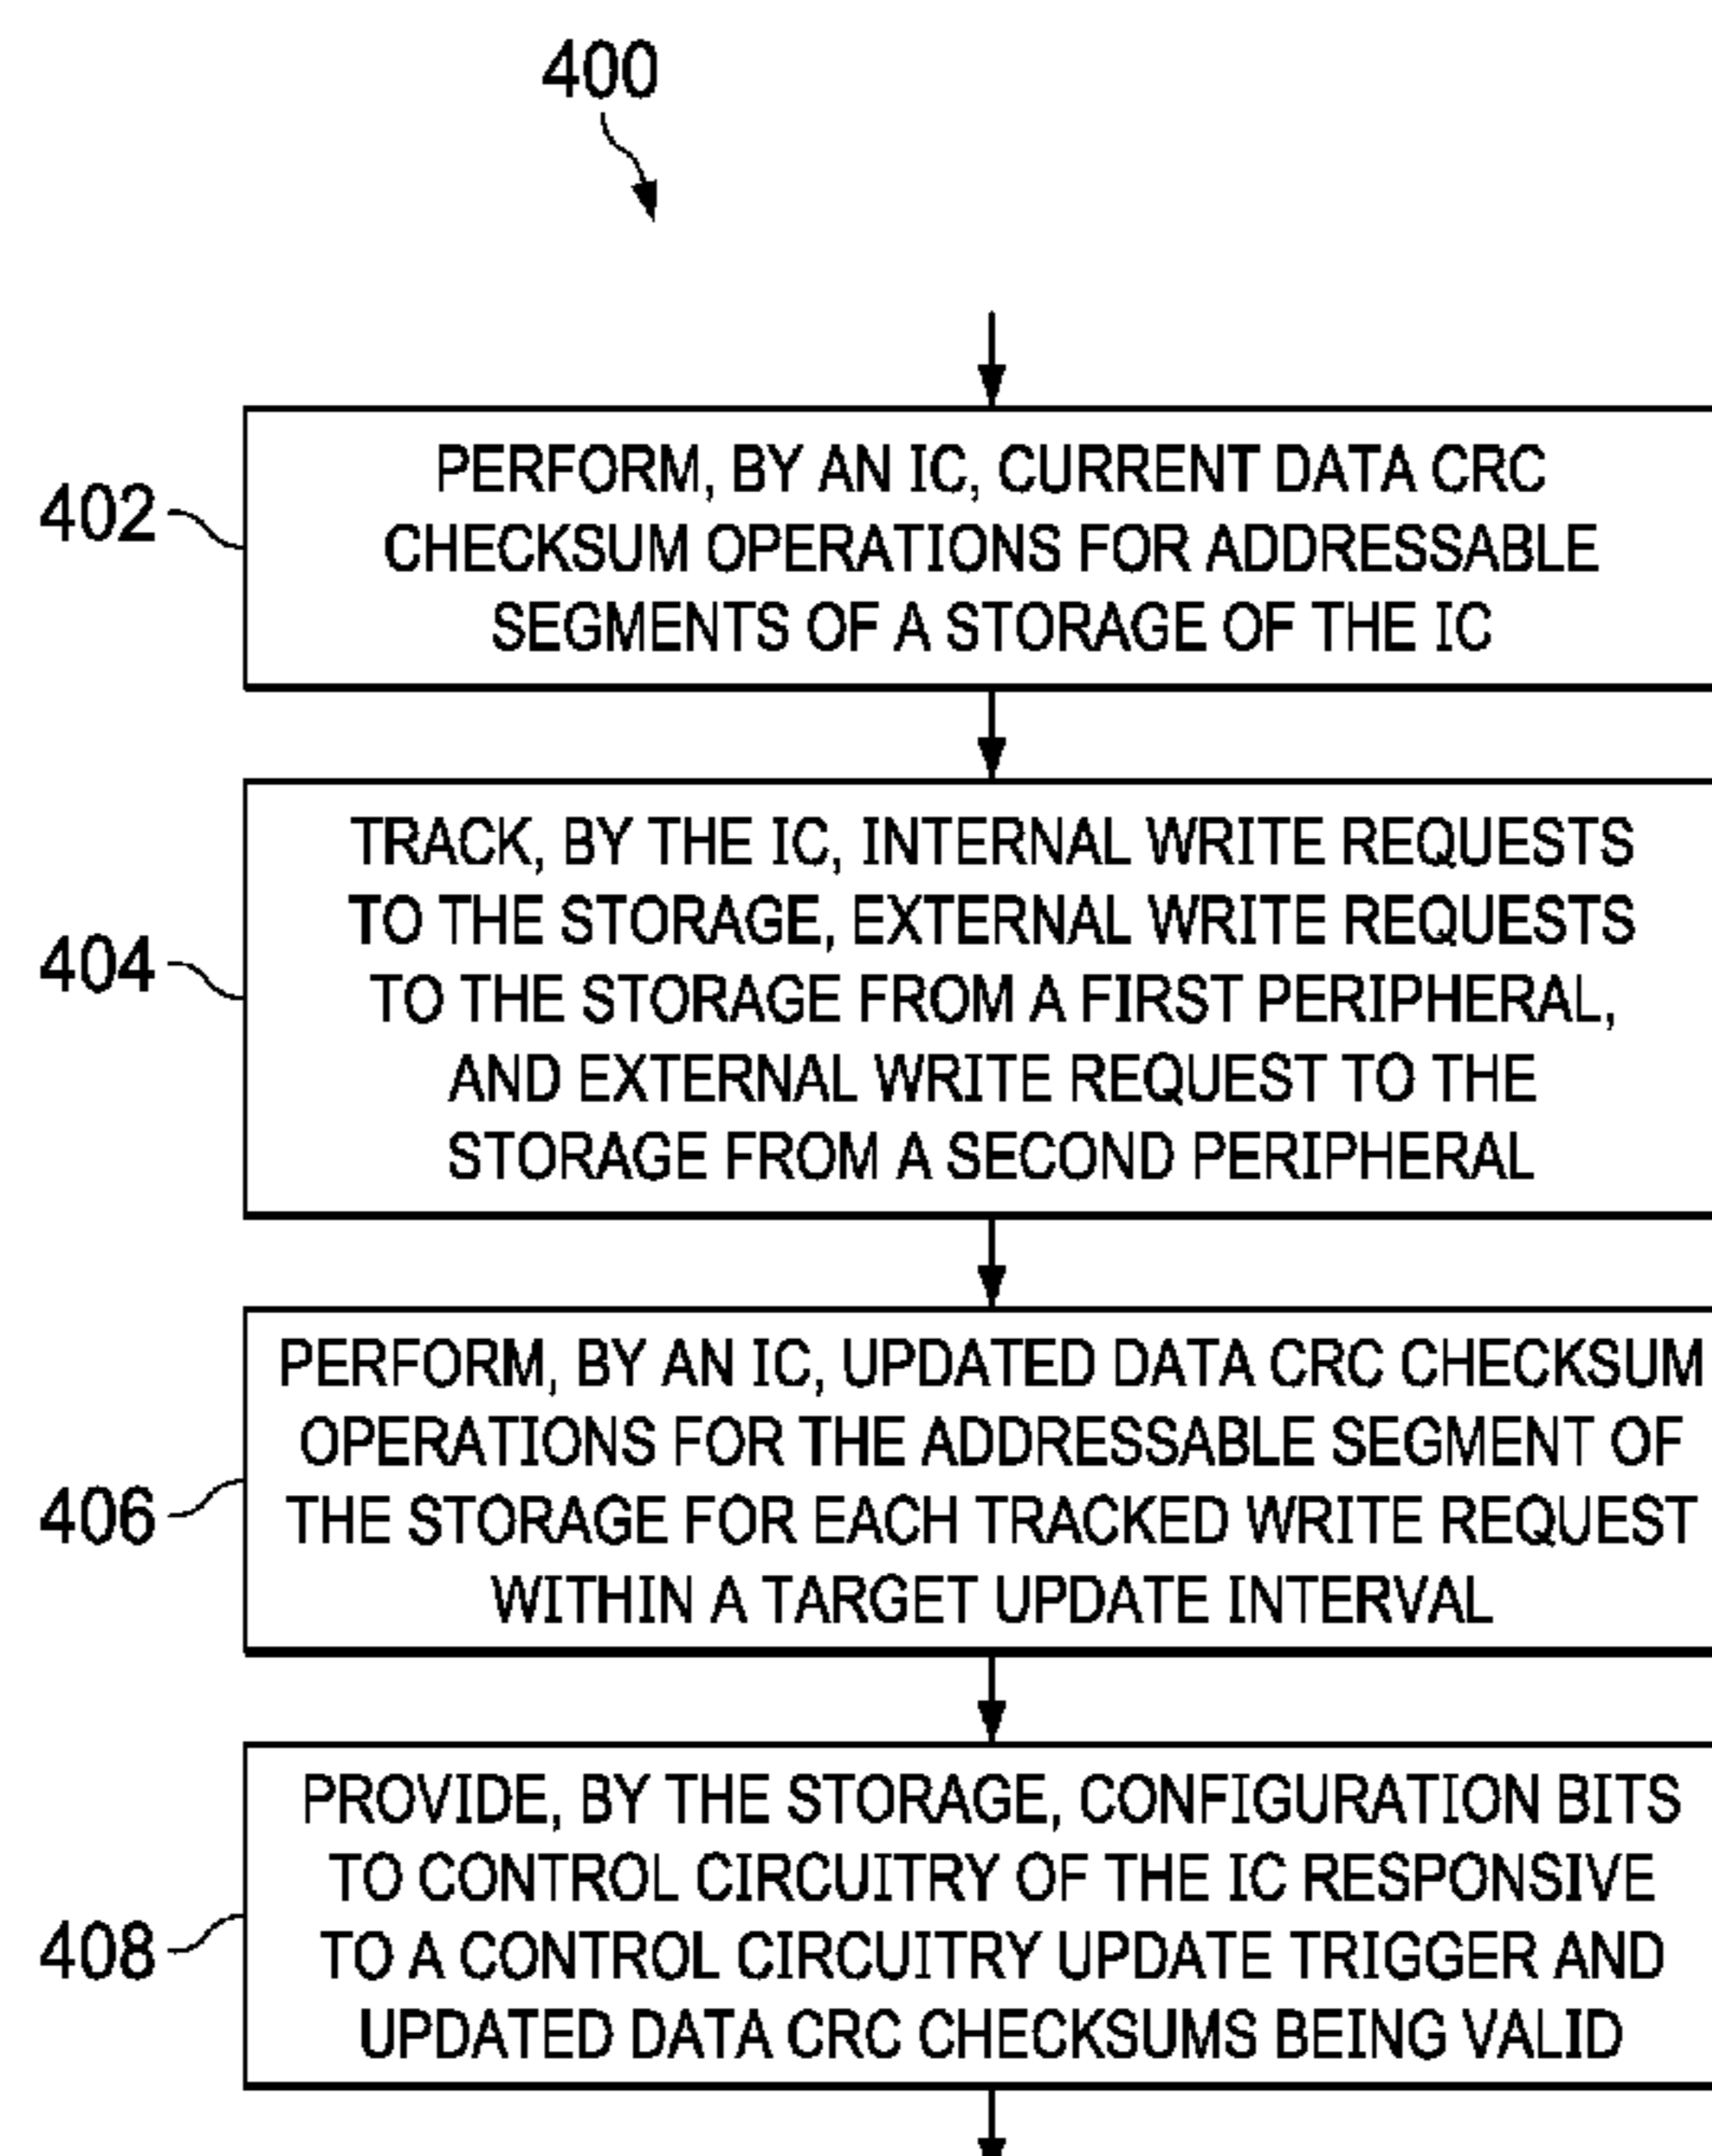 400
402
PERFORM, BY AN IC, CURRENT DATA CRC
CHECKSUM OPERATIONS FOR ADDRESSABLE
SEGMENTS OF A STORAGE OF THE IC
404
TRACK, BY THE IC, INTERNAL WRITE REQUESTS
TO THE STORAGE, EXTERNAL WRITE REQUESTS
TO THE STORAGE FROM A FIRST PERIPHERAL,
AND EXTERNAL WRITE REQUEST TO THE
STORAGE FROM A SECOND PERIPHERAL
406
PERFORM, BY AN IC, UPDATED DATA CRC CHECKSUM
OPERATIONS FOR THE ADDRESSABLE SEGMENT OF
THE STORAGE FOR EACH TRACKED WRITE REQUEST
WITHIN A TARGET UPDATE INTERVAL
408
PROVIDE, BY THE STORAGE, CONFIGURATION BITS
TO CONTROL CIRCUITRY OF THE IC RESPONSIVE
TO A CONTROL CIRCUITRY UPDATE TRIGGER AND
UPDATED DATA CRC CHECKSUMS BEING VALID